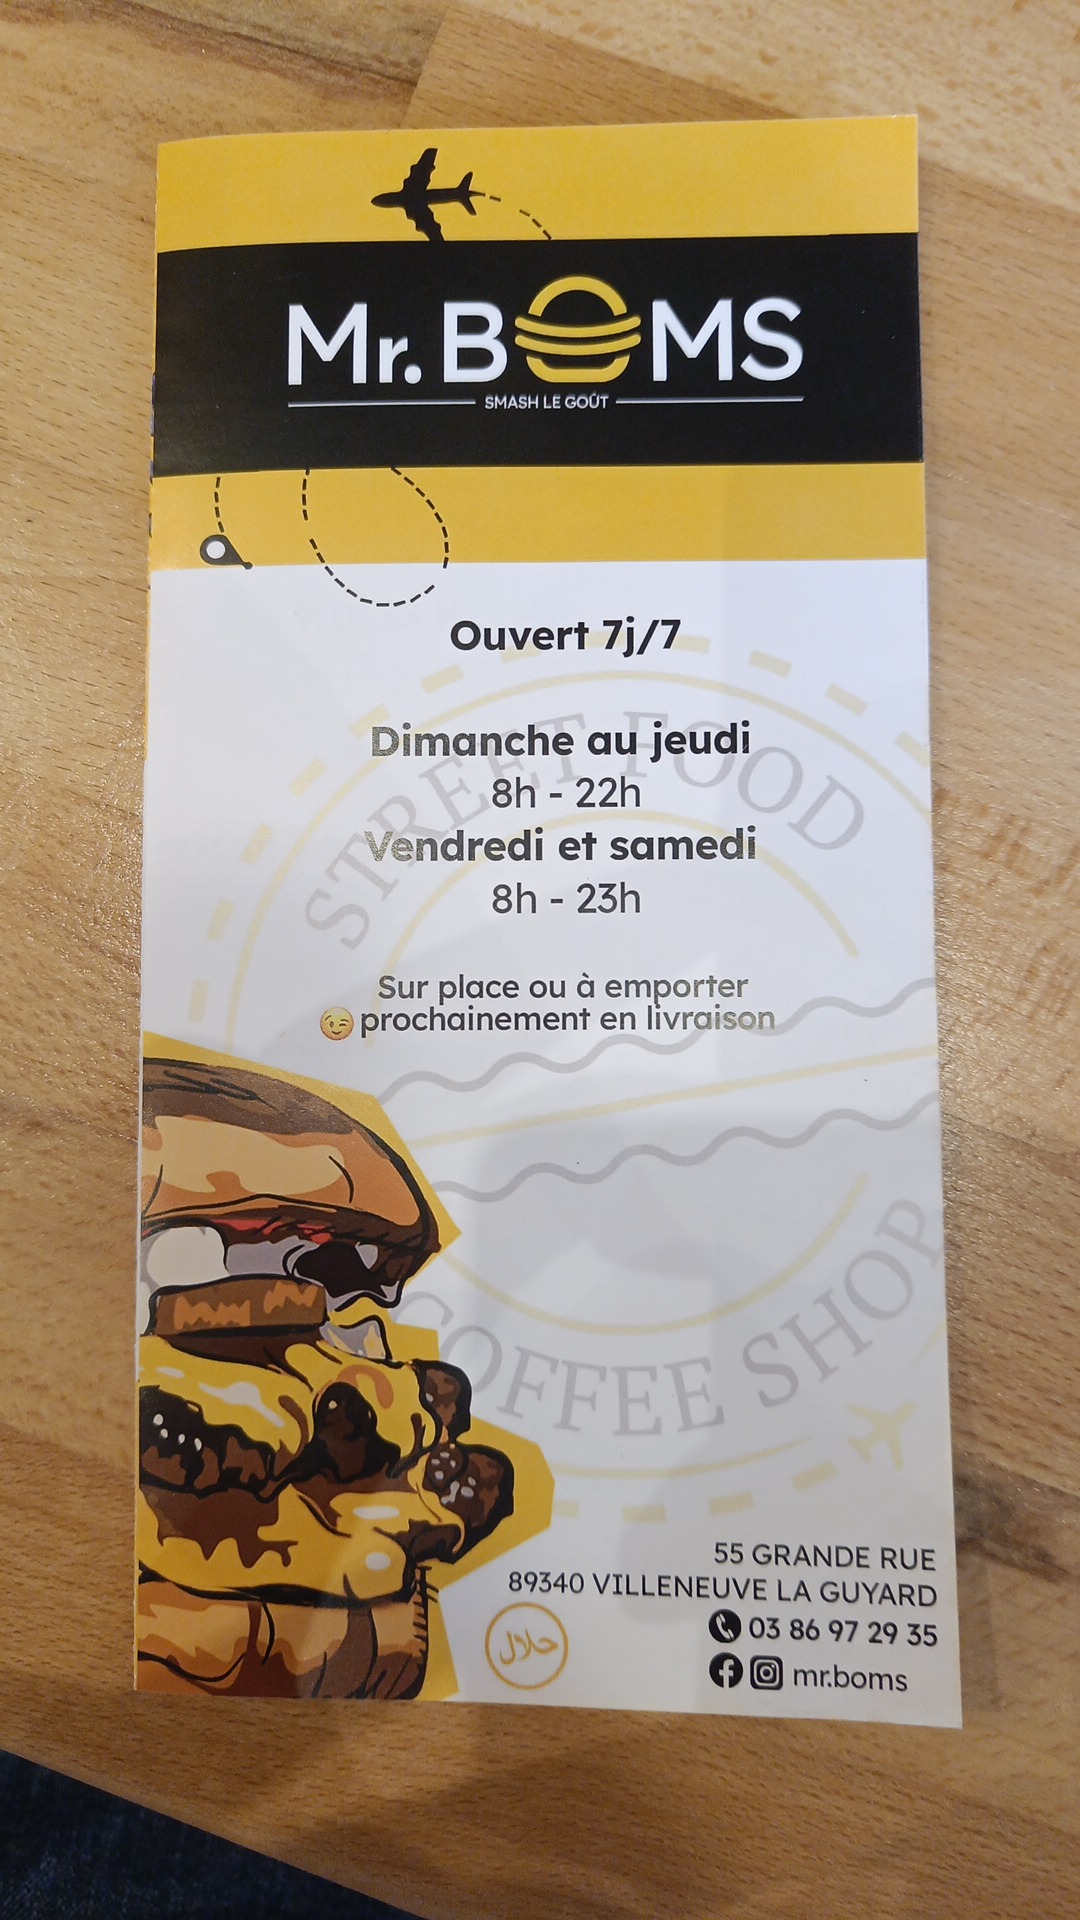 Mr. BOMS
SMASH LE GOÛT
Ouvert 7j/7
Dimanche au jeudi
8h - 22h
Vendredi et samedi
8h - 23h
Sur place ou à emporter
😉 prochainement en livraison
STREET FOOD
COFFEE SHOP
55 GRANDE RUE
89340 VILLENEUVE LA GUYARD
03 86 97 29 35
mr.boms
حلال